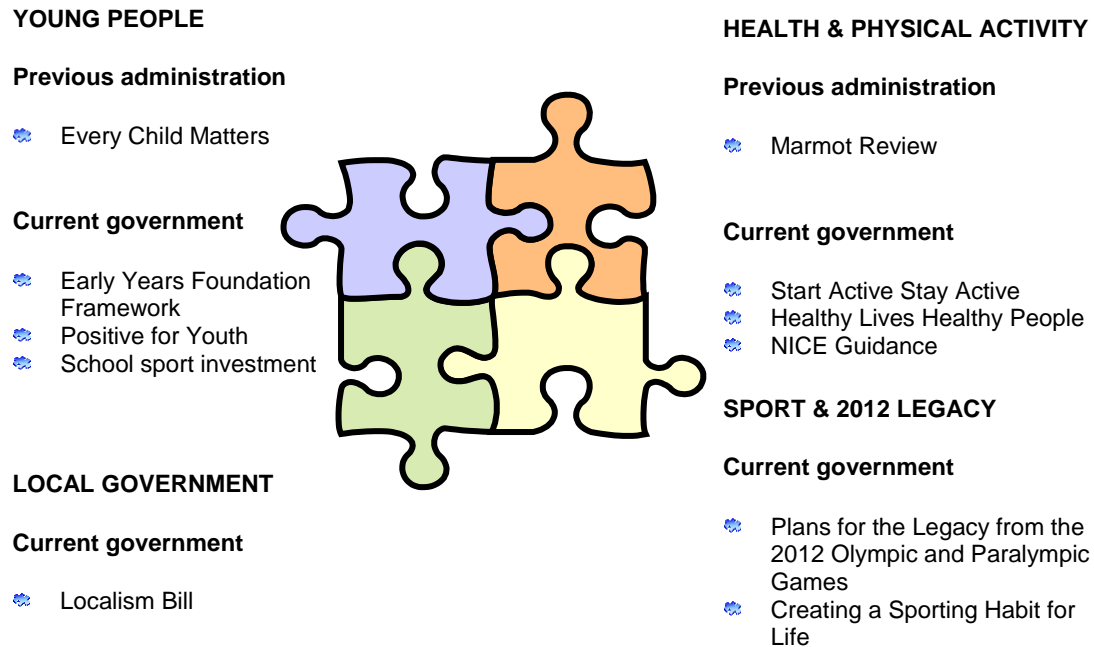 YOUNG PEOPLE
Previous administration
Every Child Matters
Current government
Early Years Foundation
Framework
Positive for Youth
School sport investment
LOCAL GOVERNMENT
Current government
Localism Bill
HEALTH & PHYSICAL ACTIVITY
Previous administration
Marmot Review
Current government
Start Active Stay Active
Healthy Lives Healthy People
NICE Guidance
SPORT & 2012 LEGACY
Current government
Plans for the Legacy from the
2012 Olympic and Paralympic
Games
Creating a Sporting Habit for
Life